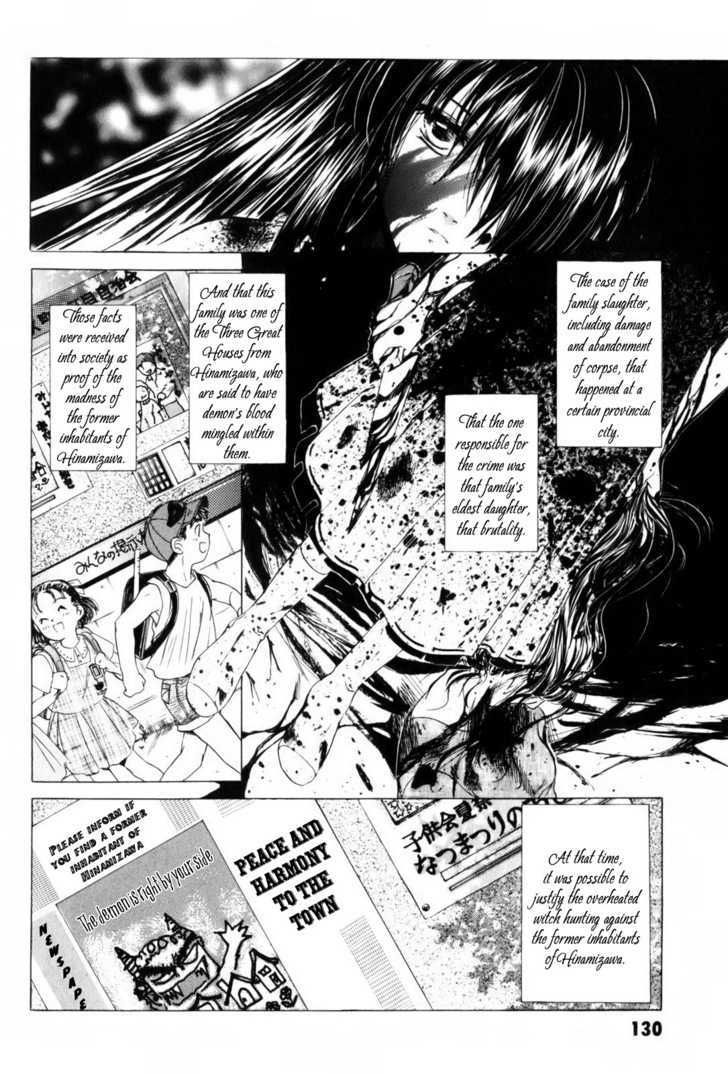 The case of the
family slaughter,
including damage
and abandonment
of corpse, that
happened at a
certain provincial
city.
That the one
responsible for
the crime was
that family's
eldest daughter,
that brutality.
And that this
family was one of
the Three Great
Houses from
Hinamizawa, who
are said to have
demon's blood
mingled within
them.
Those facts
were received
into society as
proof of the
madness of
the former
inhabitants of
Hinamizawa.
みんなの掲示
PLEASE INFORM IF
YOU FIND A FORMER
INHABITANT OF
HINAMIZAWA
The demon is right by your side
NEWSPAPE
PEACE AND
HARMONY
TO THE
TOWN
子供会夏祭
なつまつりの
At that time,
it was possible to
justify the overheated
witch hunting against
the former inhabitants
of Hinamizawa.
130